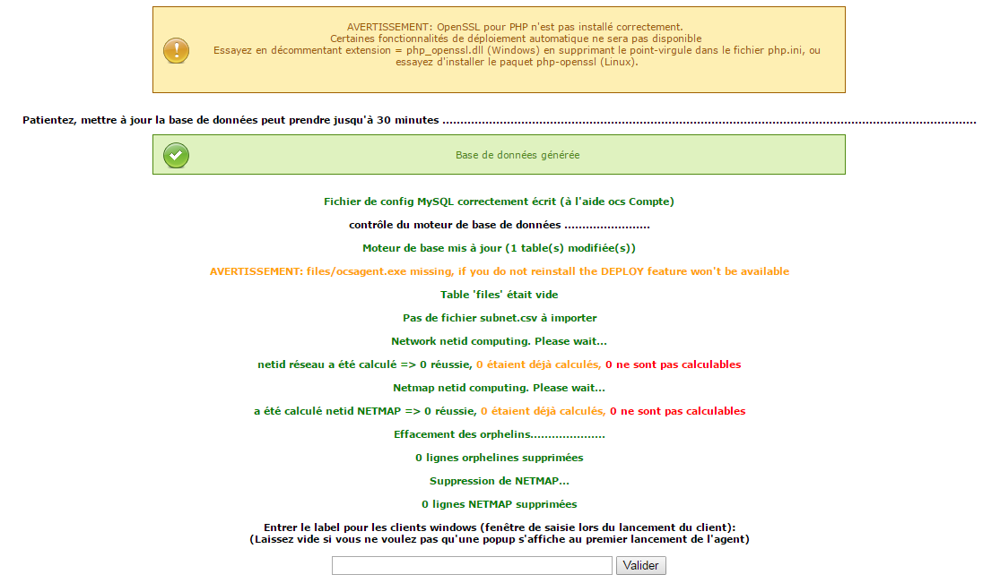 AVERTISSEMENT: OpenSSL pour PHP n'est pas installé correctement.
Certaines fonctionnalités de déploiement automatique ne sera pas disponible
Essayez en décommentant extension = php_openssl.dll (Windows) en supprimant le point-virgule dans le fichier php.ini, ou
essayez d'installer le paquet php-openssl (Linux).
Patientez, mettre à jour la base de données peut prendre jusqu'à 30 minutes ......................................................................................................................................................
Base de données générée
Fichier de config MySQL correctement écrit (à l'aide ocs Compte)
contrôle du moteur de base de données ........................
Moteur de base mis à jour (1 table(s) modifiée(s))
AVERTISSEMENT: files/ocsagent.exe missing, if you do not reinstall the DEPLOY feature won't be available
Table 'files' était vide
Pas de fichier subnet.csv à importer
Network netid computing. Please wait...
netid réseau a été calculé => 0 réussie, 0 étaient déjà calculés, 0 ne sont pas calculables
Netmap netid computing. Please wait...
a été calculé netid NETMAP => 0 réussie, 0 étaient déjà calculés, 0 ne sont pas calculables
Effacement des orphelins.....................
0 lignes orphelines supprimées
Suppression de NETMAP...
0 lignes NETMAP supprimées
Entrer le label pour les clients windows (fenêtre de saisie lors du lancement du client):
(Laissez vide si vous ne voulez pas qu'une popup s'affiche au premier lancement de l'agent)
Valider